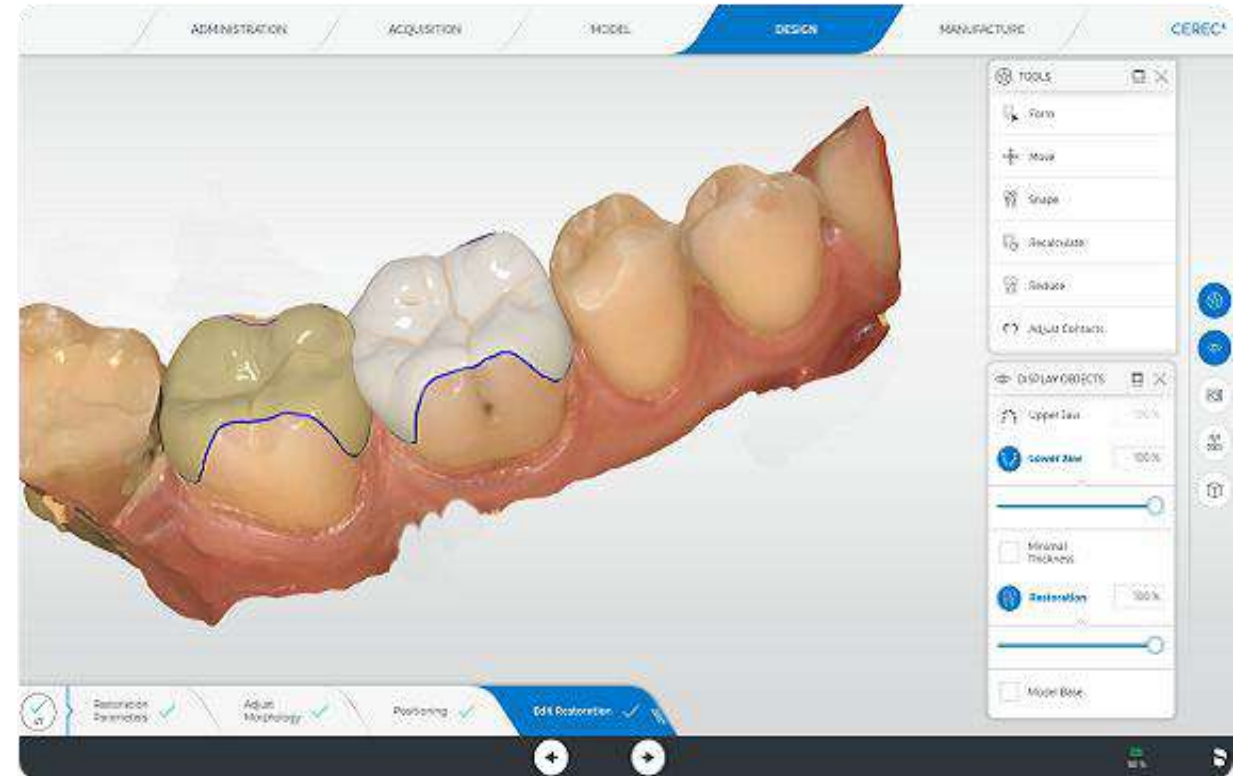 ADMINISTRATION
ACQUISITION
MODEL
DESIGN
MANUFACTURE
CEREC
TOOLS
Form
Move
Shape
Recalculate
Reduce
Adjust Contacts
DISPLAY OBJECTS
Upper Jaw
100 %
Lower Jaw
100 %
Minimal
Thickness
Restoration
100 %
Model Base
Restoration
Parameters
Adjust
Morphology
Positioning
Edit Restoration